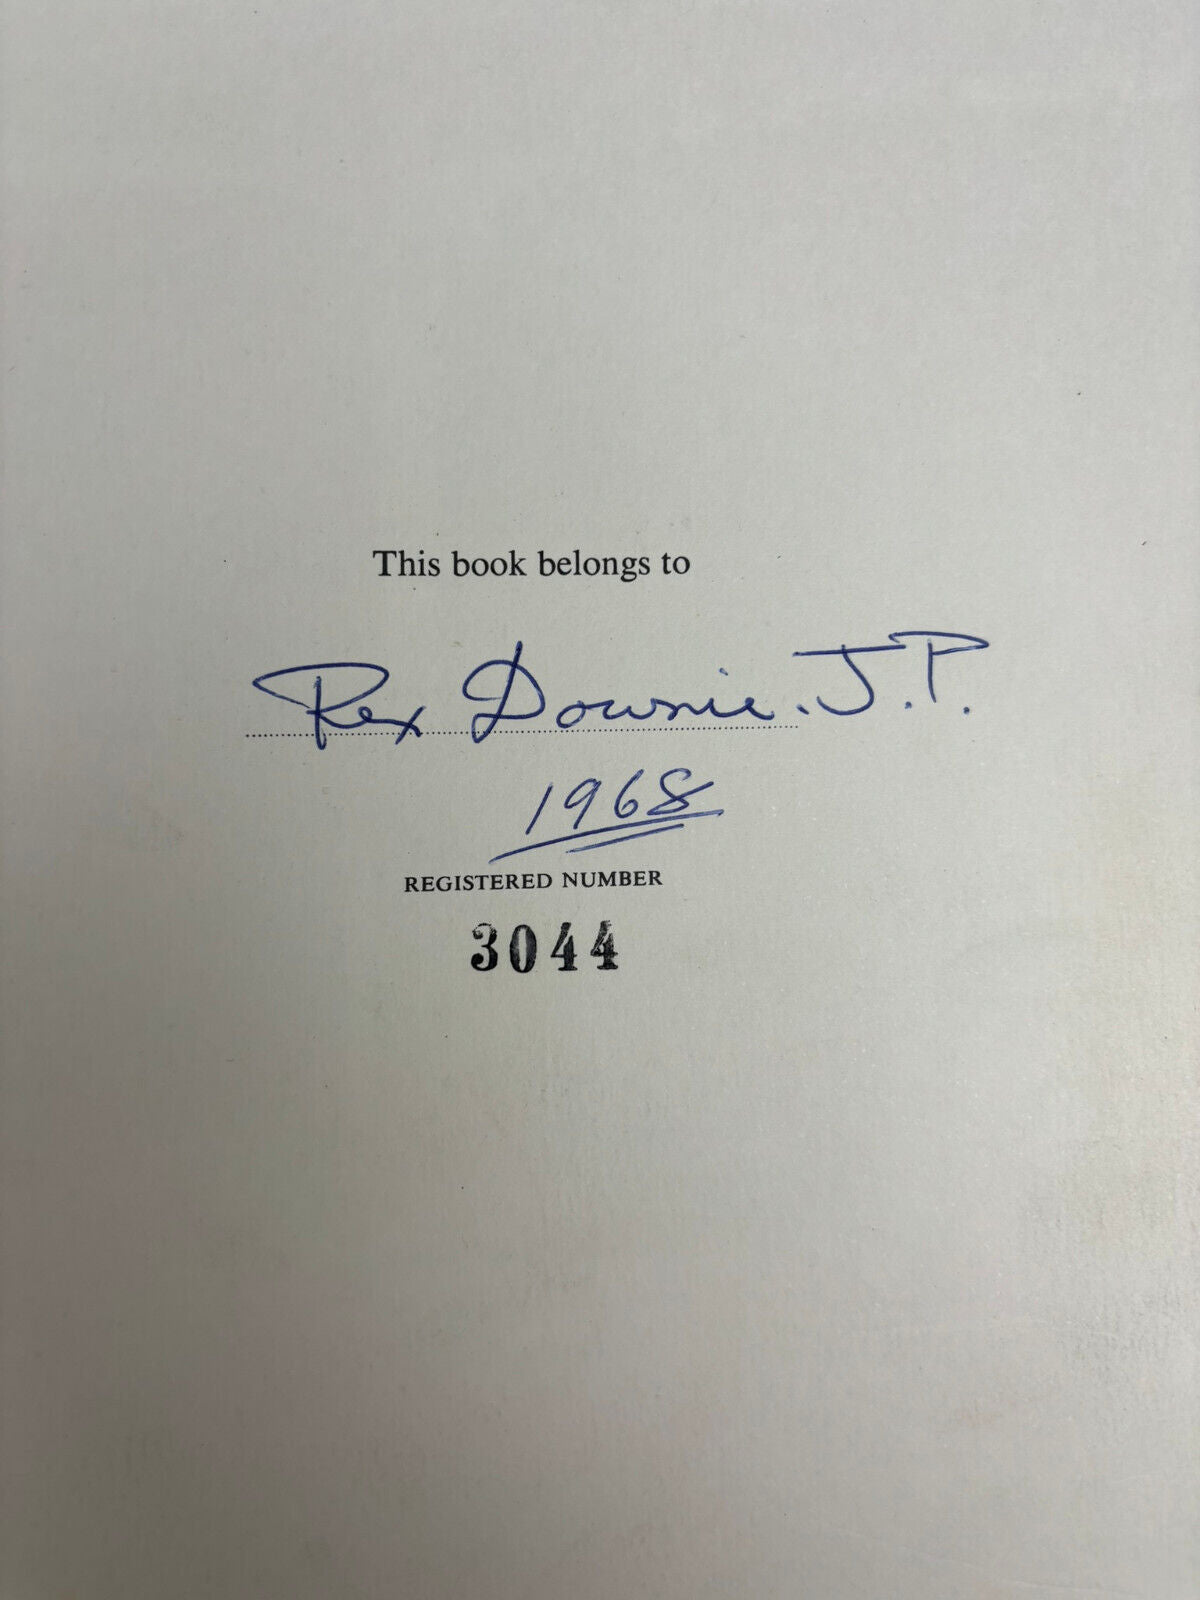 This book belongs to
Rex Downie. J.P.
1968
REGISTERED NUMBER
3044